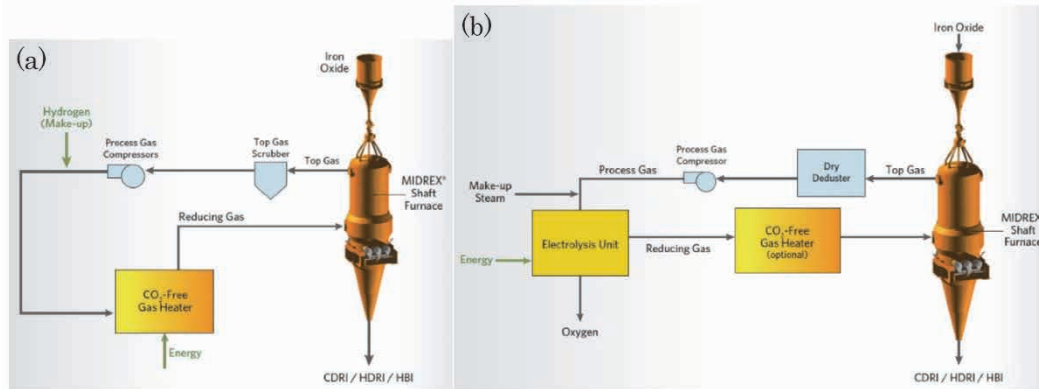 (a)
Iron
Oxide
Hydrogen
(Make-up)
Process Gas
Compressors
Top Gas
Scrubber
Top Gas
MIDREX®
Shaft
Furnace
Reducing Gas
CO₂-Free
Gas Heater
Energy
CDRI / HDRI / HBI
(b)
Iron Oxide
Process Gas
Process Gas
Compressor
Dry
Deduster
Top Gas
Make-up
Steam
MIDREX
Shaft
Furnace
Electrolysis Unit
Reducing Gas
CO₂-Free
Gas Heater
(optional)
Energy
Oxygen
CDRI / HDRI / HBI